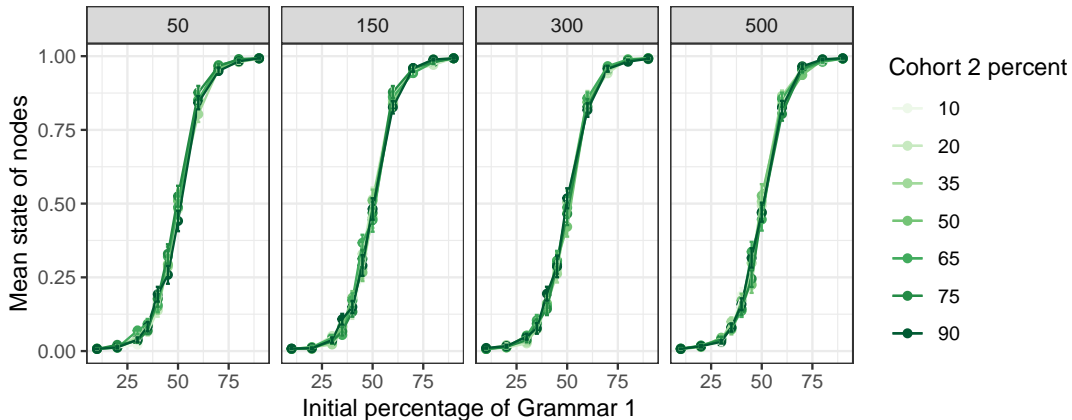 50 150 300 500
1.00
0.75
0.50
0.25
0.00
Mean state of nodes
25 50 75 25 50 75 25 50 75 25 50 75
Initial percentage of Grammar 1
Cohort 2 percent
10
20
35
50
65
75
90